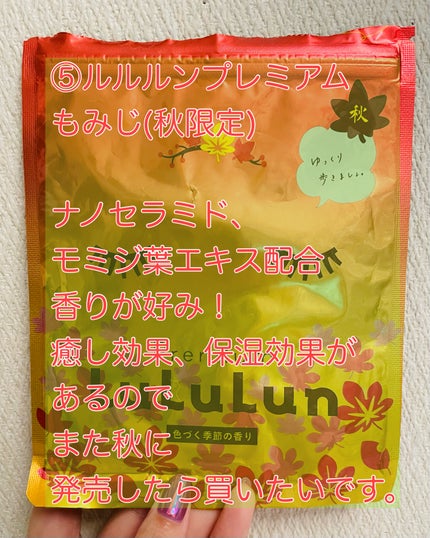 ⑤ルルルンプレミアム
もみじ(秋限定)
秋
ゆっくり
歩きましょ。
ナノセラミド、
モミジ葉エキス配合
香りが好み！
癒し効果、保湿効果が
あるので
LuLuLun
色づく季節の香り
また秋に
発売したら買いたいです。